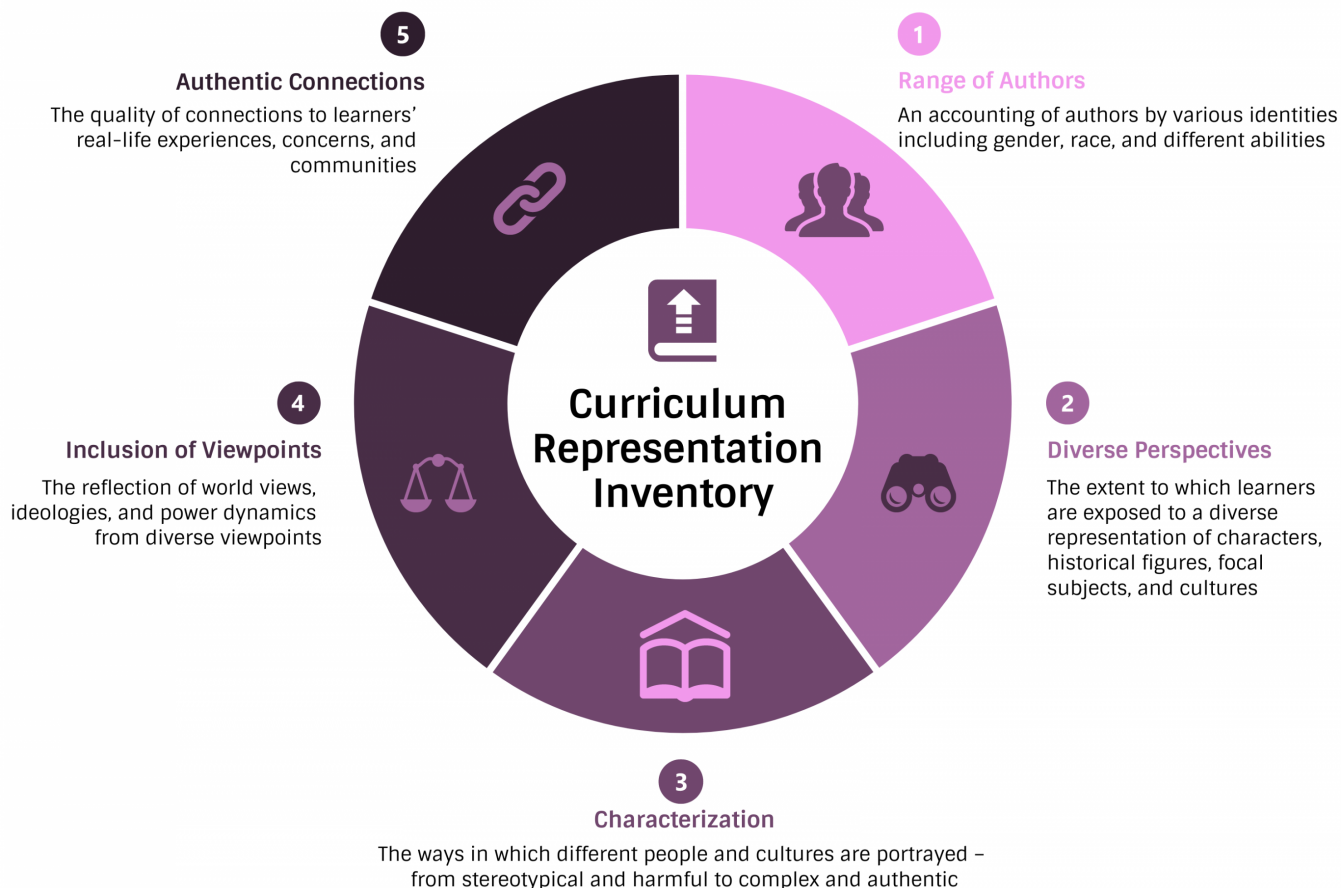 Curriculum
Representation
Inventory
1
Range of Authors
An accounting of authors by various identities
including gender, race, and different abilities
2
Diverse Perspectives
The extent to which learners
are exposed to a diverse
representation of characters,
historical figures, focal
subjects, and cultures
3
Characterization
The ways in which different people and cultures are portrayed –
from stereotypical and harmful to complex and authentic
4
Inclusion of Viewpoints
The reflection of world views,
ideologies, and power dynamics
from diverse viewpoints
5
Authentic Connections
The quality of connections to learners’
real-life experiences, concerns, and
communities